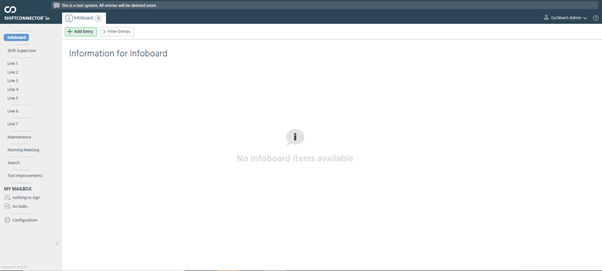 This is a test system. All entries will be deleted soon!
SHIFTCONNECTOR® .io
Infoboard 0
Eschbach Admin
Infoboard
Add Entry
Filter Entries
Shift Supervisor
Information for Infoboard
Line 1
Line 2
Line 3
Line 4
Line 5
Line 6
Line 7
Maintenance
Morning Meeting
No Infoboard items available
Search
Tool Improvements
MY MAILBOX
nothing to sign
no tasks
Configuration